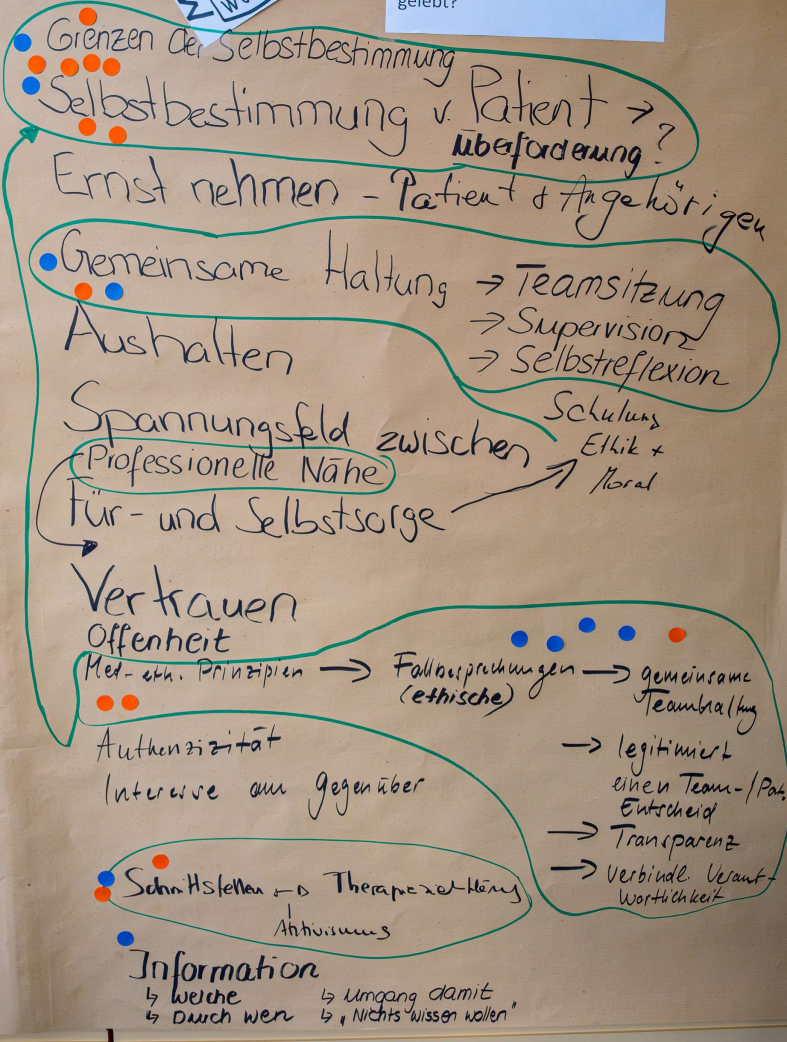 gelebt?
Grenzen der Selbstbestimmung
Selbstbestimmung v. Patient →
überforderung ?
Ernst nehmen – Patient & Angehörigen
Gemeinsame Haltung → Teamsitzung
→ Supervision
→ Selbstreflexion
Aushalten
Schulung
Ethik +
Moral
Spannungsfeld zwischen
Professionelle Nähe
Für- und Selbstsorge
Vertrauen
Offenheit
Med-eth. Prinzipien → Fallbesprechungen → gemeinsame
(ethische) Teamhaltung
→ legitimiert
einen Team-/Pat.
Entscheid
→ Transparenz
→ Verbindl. Verant-
wortlichkeit
Authenzizität
Interesse am Gegenüber
Schnittstellen
Aktivismus
Information
↳ welche ↳ Umgang damit
↳ Durch wen ↳ „Nichts wissen wollen"